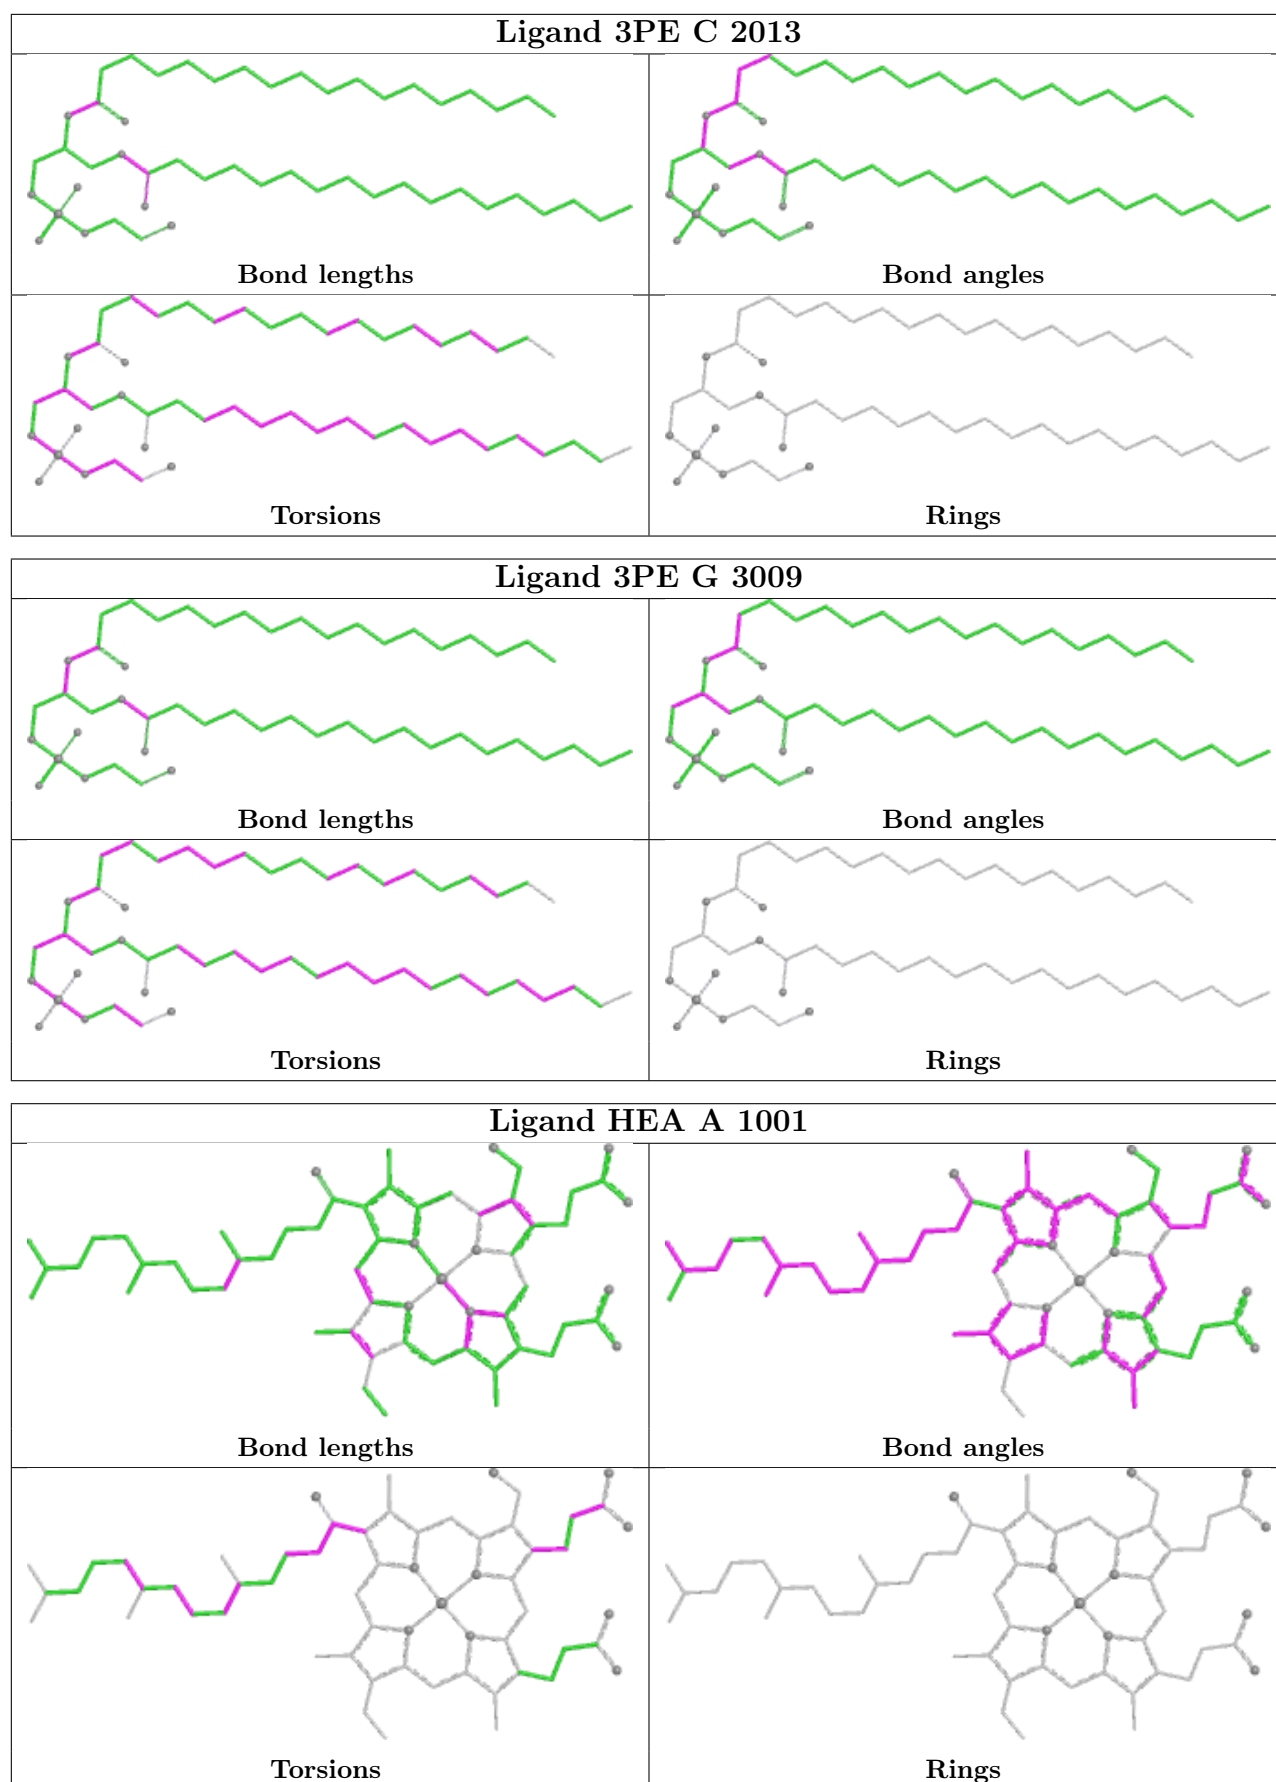 Ligand 3PE C 2013
Bond lengths
Bond angles
Torsions
Rings
Ligand 3PE G 3009
Bond lengths
Bond angles
Torsions
Rings
Ligand HEA A 1001
Bond lengths
Bond angles
Torsions
Rings